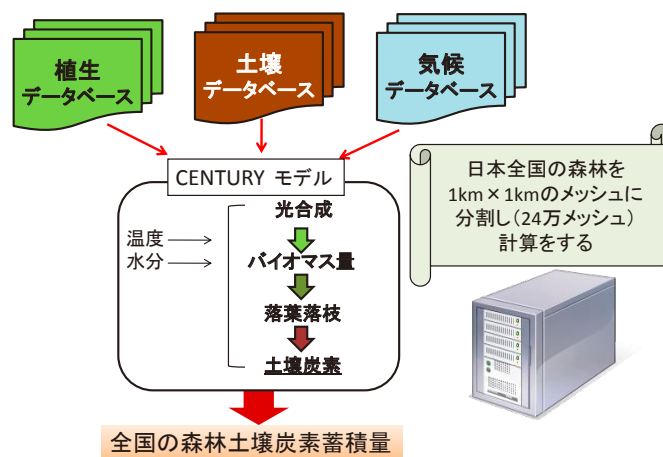 植生
データベース
土壌
データベース
気候
データベース
CENTURY モデル
光合成
温度
水分
バイオマス量
落葉落枝
土壌炭素
全国の森林土壌炭素蓄積量
日本全国の森林を
1km×1kmのメッシュに
分割し(24万メッシュ)
計算をする